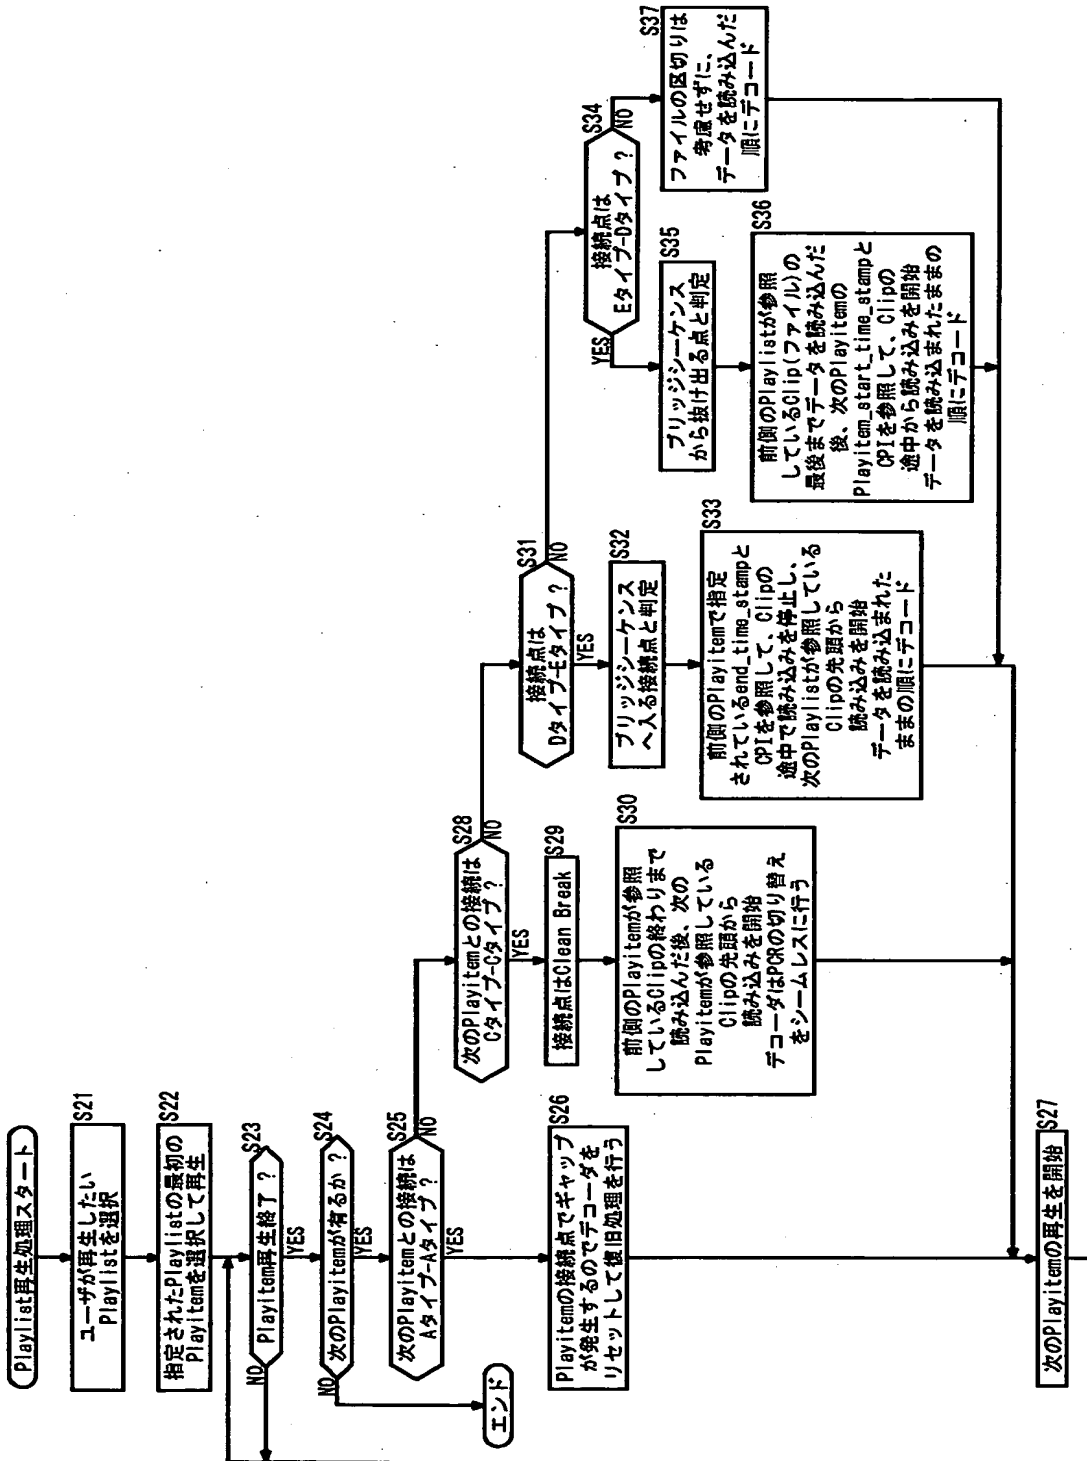 Playlist再生処理スタート
S21
ユーザが再生したい
Playlistを選択
S22
指定されたPlaylistの最初の
Playitemを選択して再生
S23
Playitem再生終了 ?
NO
YES
S24
次のPlayitemが有るか ?
NO
YES
エンド
S25
次のPlayitemとの接続は
Aタイプ-Aタイプ ?
NO
YES
S26
Playitemの接続点でギャップ
が発生するのでデコーダを
リセットして復旧処理を行う
S27
次のPlayitemの再生を開始
S28
次のPlayitemとの接続は
Cタイプ-Cタイプ ?
NO
YES
S29
接続点はClean Break
S30
前側のPlayitemが参照
しているClipの終わりまで
読み込んだ後、次の
Playitemが参照している
Clipの先頭から
読み込みを開始
デコーダはPCRの切り替え
をシームレスに行う
S31
接続点は
Dタイプ-Eタイプ ?
NO
YES
S32
ブリッジシーケンス
へ入る接続点と判定
S33
前側のPlayitemで指定
されているend_time_stampと
CPIを参照して、Clipの
途中で読み込みを停止し、
次のPlaylistが参照している
Clipの先頭から
読み込みを開始
データを読み込まれた
ままの順にデコード
S34
接続点は
Eタイプ-Dタイプ ?
NO
YES
S35
ブリッジシーケンス
から抜け出る点と判定
S36
前側のPlaylistが参照
しているClip(ファイル)の
最後までデータを読み込んだ
後、次のPlayitemの
Playitem_start_time_stampと
CPIを参照して、Clipの
途中から読み込みを開始
データを読み込まれたままの
順にデコード
S37
ファイルの区切りは
考慮せずに、
データを読み込んだ
順にデコード